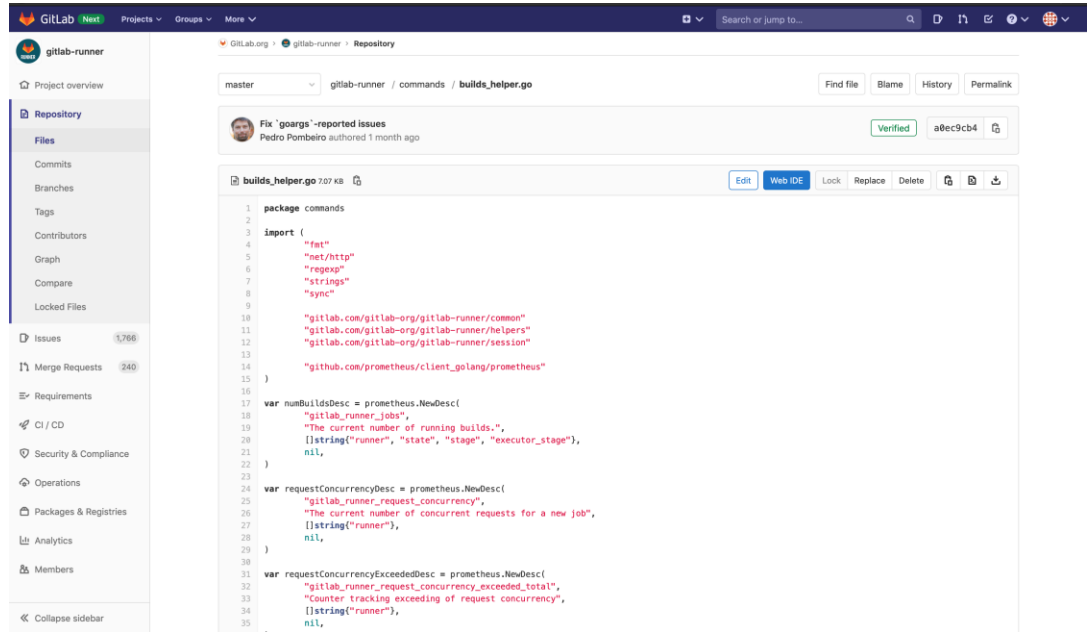 GitLab Next Projects Groups More Search or jump to...
gitlab-runner
Project overview
Repository
Files
Commits
Branches
Tags
Contributors
Graph
Compare
Locked Files
Issues 1,766
Merge Requests 240
Requirements
CI / CD
Security & Compliance
Operations
Packages & Registries
Analytics
Members
Collapse sidebar
GitLab.org › gitlab-runner › Repository
master gitlab-runner / commands / builds_helper.go Find file Blame History Permalink
Fix `goargs`-reported issues
Pedro Pombeiro authored 1 month ago
Verified a0ec9cb4
builds_helper.go 7.07 KB Edit Web IDE Lock Replace Delete
1 package commands
2
3 import (
4 "fmt"
5 "net/http"
6 "regexp"
7 "strings"
8 "sync"
9
10 "gitlab.com/gitlab-org/gitlab-runner/common"
11 "gitlab.com/gitlab-org/gitlab-runner/helpers"
12 "gitlab.com/gitlab-org/gitlab-runner/session"
13
14 "github.com/prometheus/client_golang/prometheus"
15 )
16
17 var numBuildsDesc = prometheus.NewDesc(
18 "gitlab_runner_jobs",
19 "The current number of running builds.",
20 []string{"runner", "state", "stage", "executor_stage"},
21 nil,
22 )
23
24 var requestConcurrencyDesc = prometheus.NewDesc(
25 "gitlab_runner_request_concurrency",
26 "The current number of concurrent requests for a new job",
27 []string{"runner"},
28 nil,
29 )
30
31 var requestConcurrencyExceededDesc = prometheus.NewDesc(
32 "gitlab_runner_request_concurrency_exceeded_total",
33 "Counter tracking exceeding of request concurrency",
34 []string{"runner"},
35 nil,